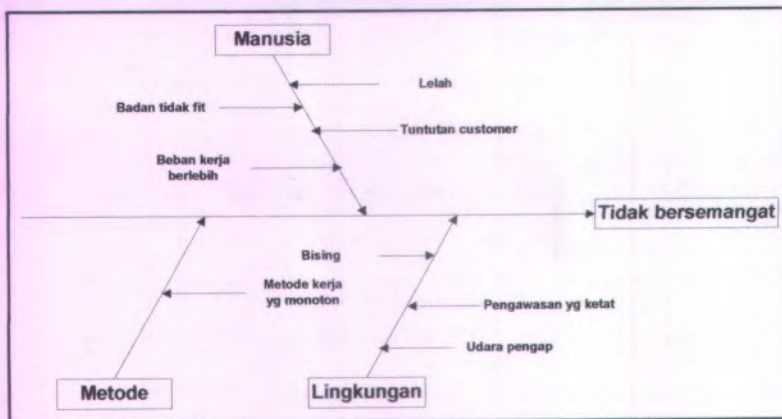 Manusia
Lelah
Badan tidak fit
Tuntutan customer
Beban kerja
berlebih
Tidak bersemangat
Bising
Metode kerja
yg monoton
Pengawasan yg ketat
Udara pengap
Metode
Lingkungan